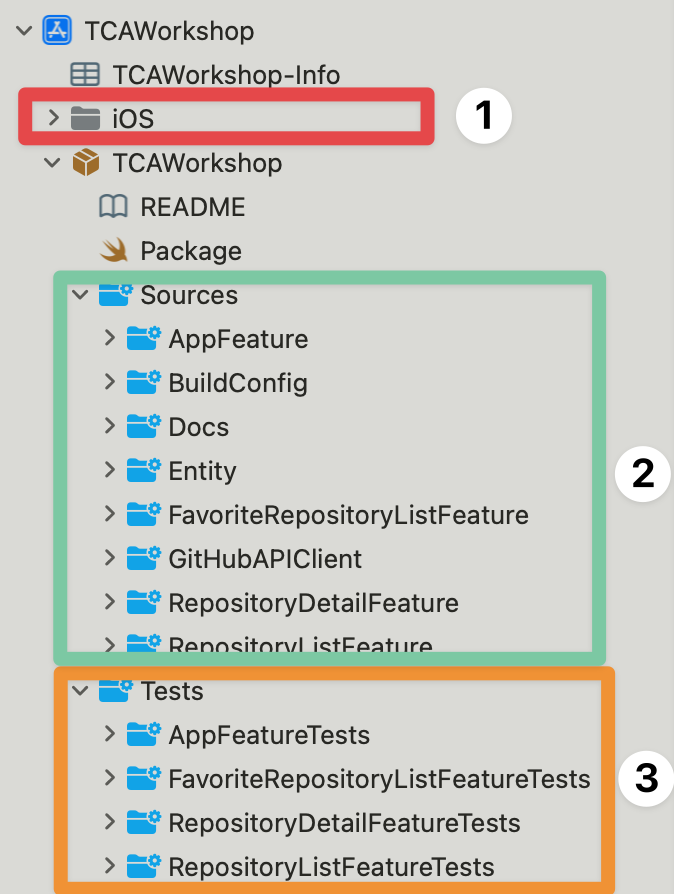 TCAWorkshop
TCAWorkshop-Info
iOS
1
TCAWorkshop
README
Package
Sources
AppFeature
BuildConfig
Docs
Entity
2
FavoriteRepositoryListFeature
GitHubAPIClient
RepositoryDetailFeature
RepositoryListFeature
Tests
AppFeatureTests
FavoriteRepositoryListFeatureTests
3
RepositoryDetailFeatureTests
RepositoryListFeatureTests